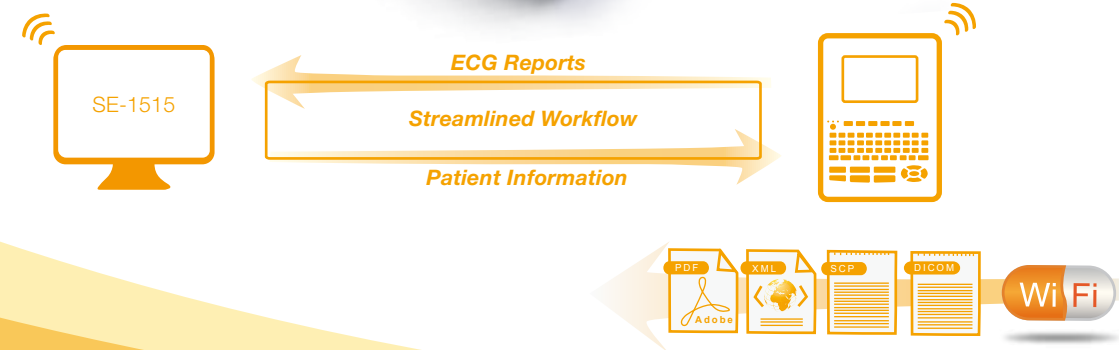 ECG Reports
SE-1515
Streamlined Workflow
Patient Information
PDF
XML
SCP
DICOM
Adobe
Wi Fi